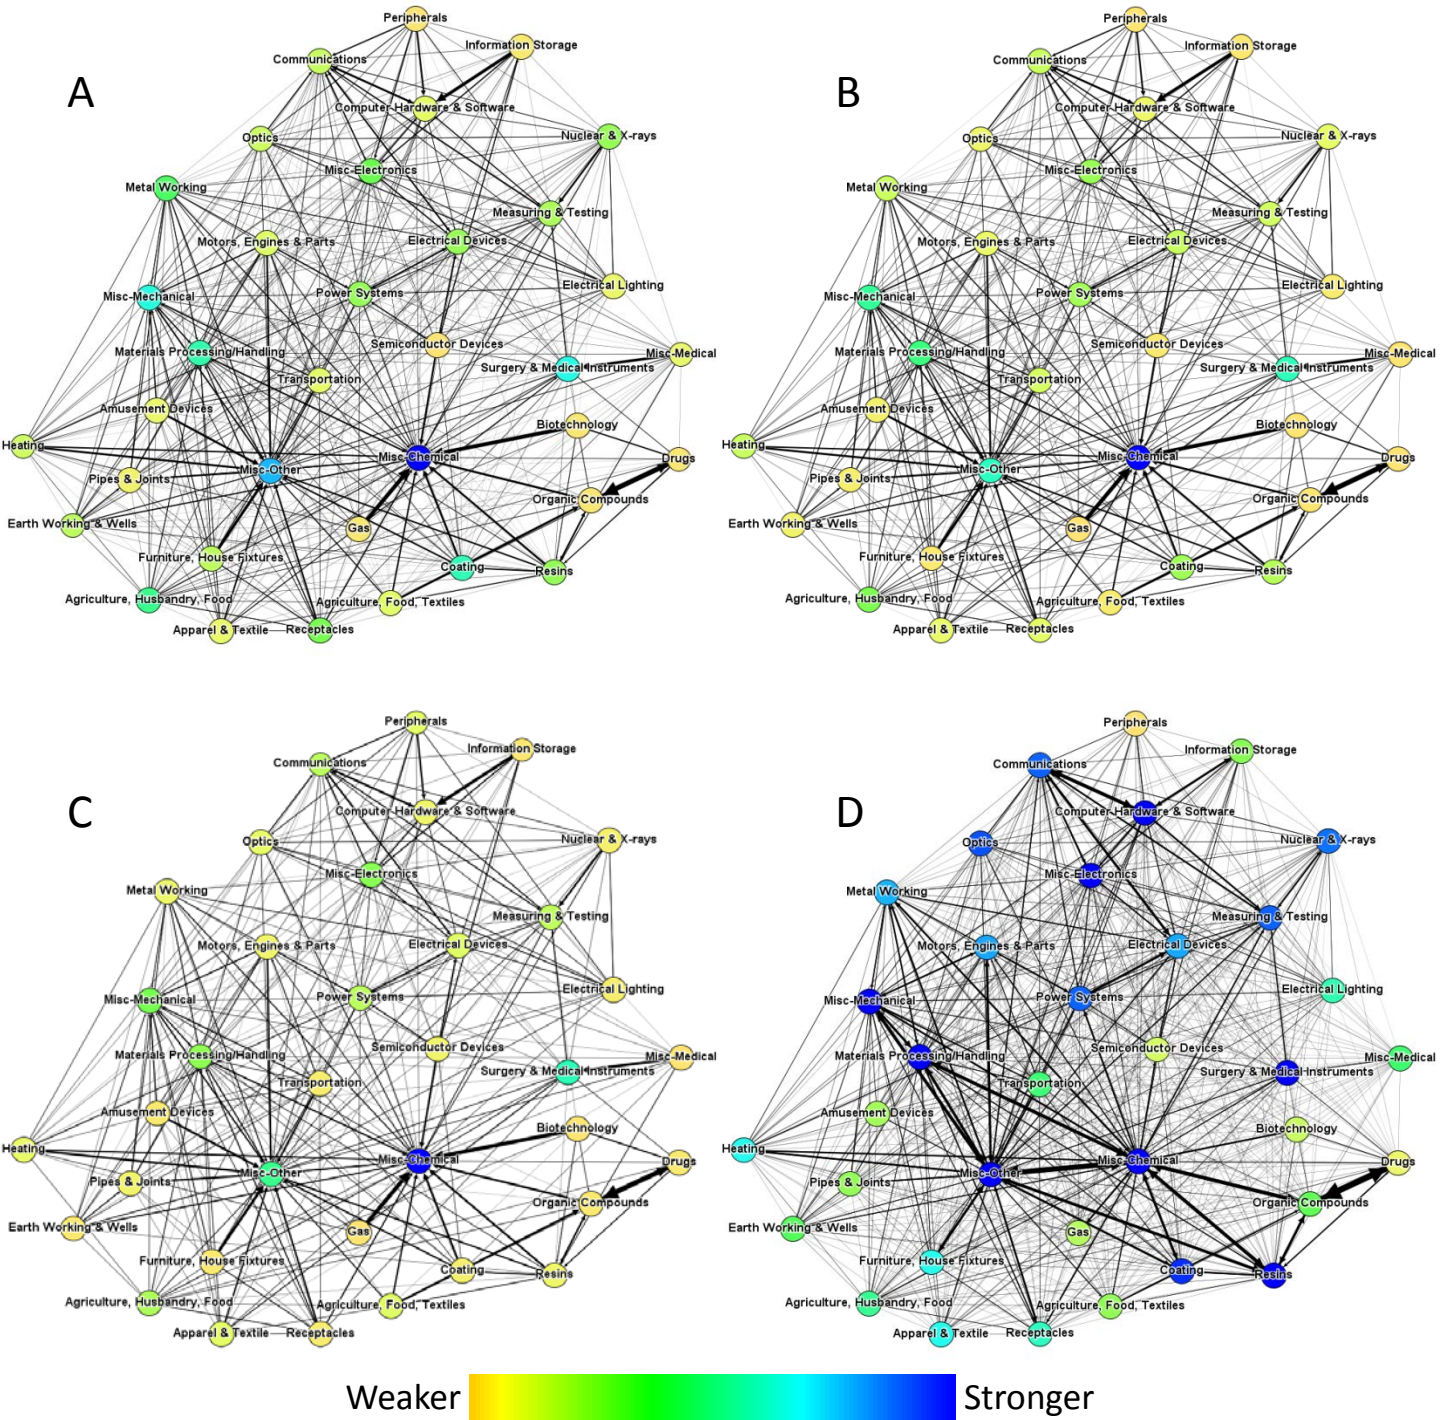 Peripherals
Information Storage
Communications
A
Computer Hardware & Software
Optics
Nuclear & X-rays
Misc-Electronics
Metal Working
Measuring & Testing
Motors, Engines & Parts
Electrical Devices
Electrical Lighting
Misc-Mechanical
Power Systems
Semiconductor Devices
Materials Processing/Handling
Misc-Medical
Surgery & Medical Instruments
Transportation
Amusement Devices
Biotechnology
Heating
Misc-Chemical
Drugs
Misc-Other
Pipes & Joints
Organic Compounds
Earth Working & Wells
Gas
Furniture, House Fixtures
Coating
Resins
Agriculture, Husbandry, Food
Agriculture, Food, Textiles
Apparel & Textile
Receptacles
Peripherals
Information Storage
Communications
B
Computer Hardware & Software
Optics
Nuclear & X-rays
Misc-Electronics
Metal Working
Measuring & Testing
Motors, Engines & Parts
Electrical Devices
Electrical Lighting
Misc-Mechanical
Power Systems
Semiconductor Devices
Materials Processing/Handling
Misc-Medical
Surgery & Medical Instruments
Transportation
Amusement Devices
Biotechnology
Heating
Misc-Chemical
Drugs
Misc-Other
Pipes & Joints
Organic Compounds
Earth Working & Wells
Gas
Furniture, House Fixtures
Coating
Resins
Agriculture, Husbandry, Food
Agriculture, Food, Textiles
Apparel & Textile
Receptacles
Peripherals
Information Storage
Communications
C
Computer Hardware & Software
Optics
Nuclear & X-rays
Misc-Electronics
Metal Working
Measuring & Testing
Motors, Engines & Parts
Electrical Devices
Electrical Lighting
Misc-Mechanical
Power Systems
Semiconductor Devices
Materials Processing/Handling
Misc-Medical
Surgery & Medical Instruments
Transportation
Amusement Devices
Biotechnology
Heating
Misc-Chemical
Drugs
Misc-Other
Pipes & Joints
Organic Compounds
Earth Working & Wells
Gas
Furniture, House Fixtures
Coating
Resins
Agriculture, Husbandry, Food
Agriculture, Food, Textiles
Apparel & Textile
Receptacles
Peripherals
Information Storage
Communications
D
Computer Hardware & Software
Optics
Nuclear & X-rays
Misc-Electronics
Metal Working
Measuring & Testing
Motors, Engines & Parts
Electrical Devices
Electrical Lighting
Misc-Mechanical
Power Systems
Semiconductor Devices
Materials Processing/Handling
Misc-Medical
Surgery & Medical Instruments
Transportation
Amusement Devices
Biotechnology
Heating
Misc-Chemical
Drugs
Misc-Other
Pipes & Joints
Organic Compounds
Earth Working & Wells
Gas
Furniture, House Fixtures
Coating
Resins
Agriculture, Husbandry, Food
Agriculture, Food, Textiles
Apparel & Textile
Receptacles
Weaker
Stronger